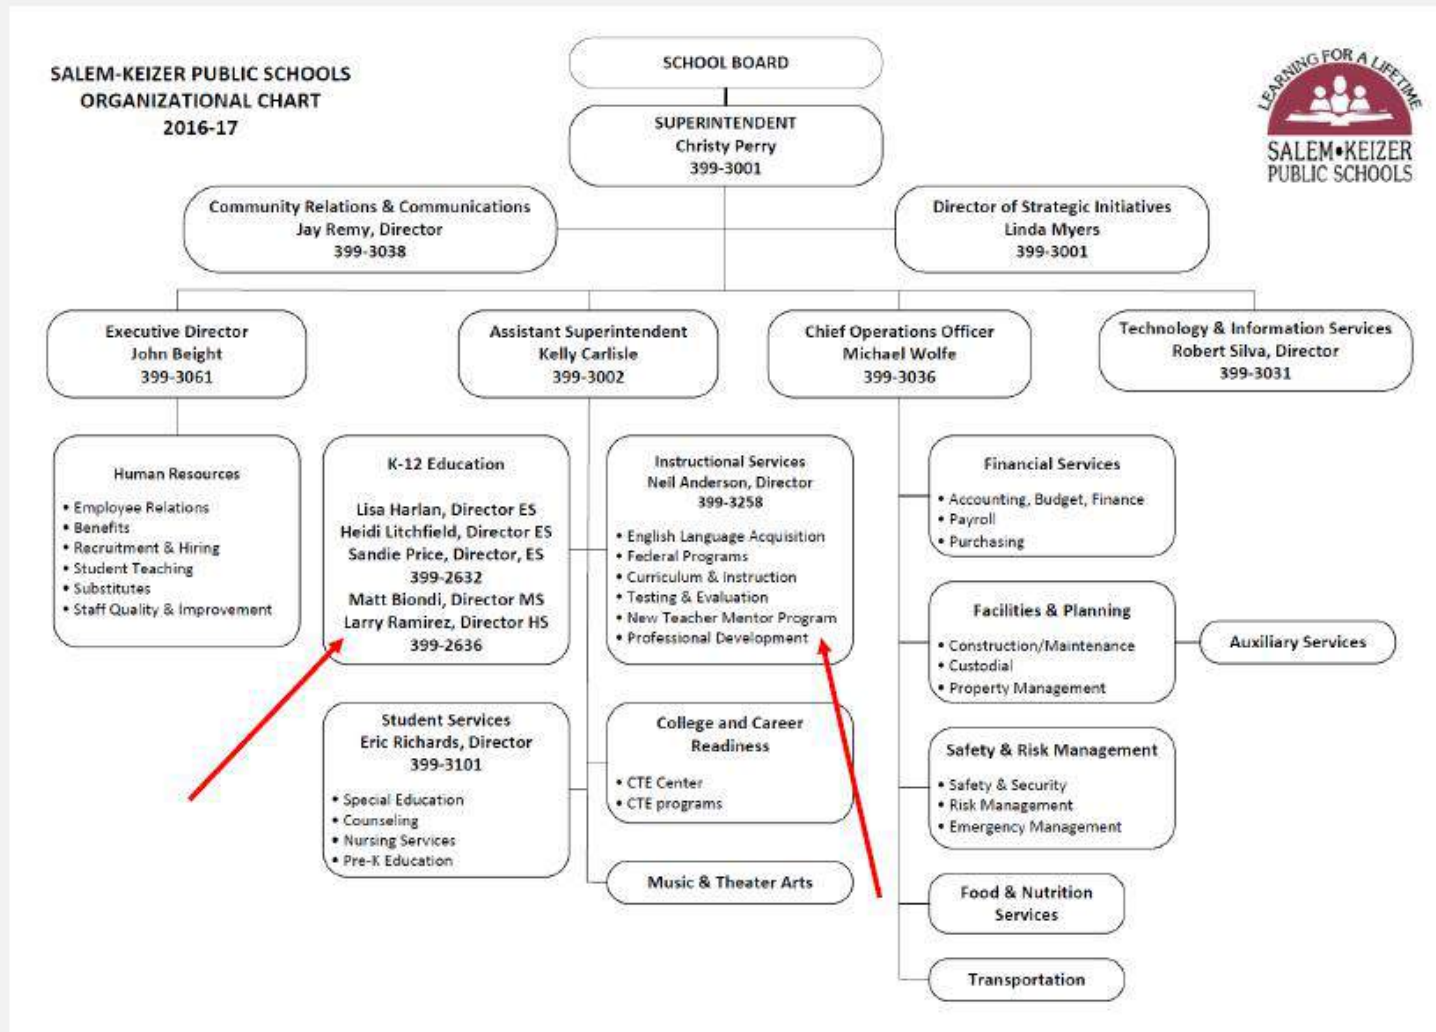 SALEM-KEIZER PUBLIC SCHOOLS
ORGANIZATIONAL CHART
2016-17
SCHOOL BOARD
SUPERINTENDENT
Christy Perry
399-3001
LEARNING FOR A LIFETIME
SALEM•KEIZER
PUBLIC SCHOOLS
Community Relations & Communications
Jay Remy, Director
399-3038
Director of Strategic Initiatives
Linda Myers
399-3001
Executive Director
John Beight
399-3061
Assistant Superintendent
Kelly Carlisle
399-3002
Chief Operations Officer
Michael Wolfe
399-3036
Technology & Information Services
Robert Silva, Director
399-3031
Human Resources
• Employee Relations
• Benefits
• Recruitment & Hiring
• Student Teaching
• Substitutes
• Staff Quality & Improvement
K-12 Education
Lisa Harlan, Director ES
Heidi Litchfield, Director ES
Sandie Price, Director, ES
399-2632
Matt Biondi, Director MS
Larry Ramirez, Director HS
399-2636
Instructional Services
Neil Anderson, Director
399-3258
• English Language Acquisition
• Federal Programs
• Curriculum & Instruction
• Testing & Evaluation
• New Teacher Mentor Program
• Professional Development
Financial Services
• Accounting, Budget, Finance
• Payroll
• Purchasing
Facilities & Planning
• Construction/Maintenance
• Custodial
• Property Management
Auxiliary Services
Student Services
Eric Richards, Director
399-3101
• Special Education
• Counseling
• Nursing Services
• Pre-K Education
College and Career
Readiness
• CTE Center
• CTE programs
Music & Theater Arts
Safety & Risk Management
• Safety & Security
• Risk Management
• Emergency Management
Food & Nutrition
Services
Transportation